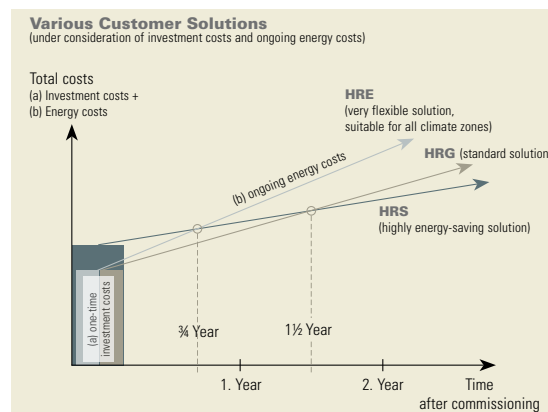 Various Customer Solutions
(under consideration of investment costs and ongoing energy costs)
Total costs
(a) Investment costs +
(b) Energy costs
HRE
(very flexible solution,
suitable for all climate zones)
HRG (standard solution
(b) ongoing energy costs
HRS
(highly energy-saving solution)
(a) one-time
investment costs
¾ Year
1½ Year
1. Year
2. Year
Time
after commissioning